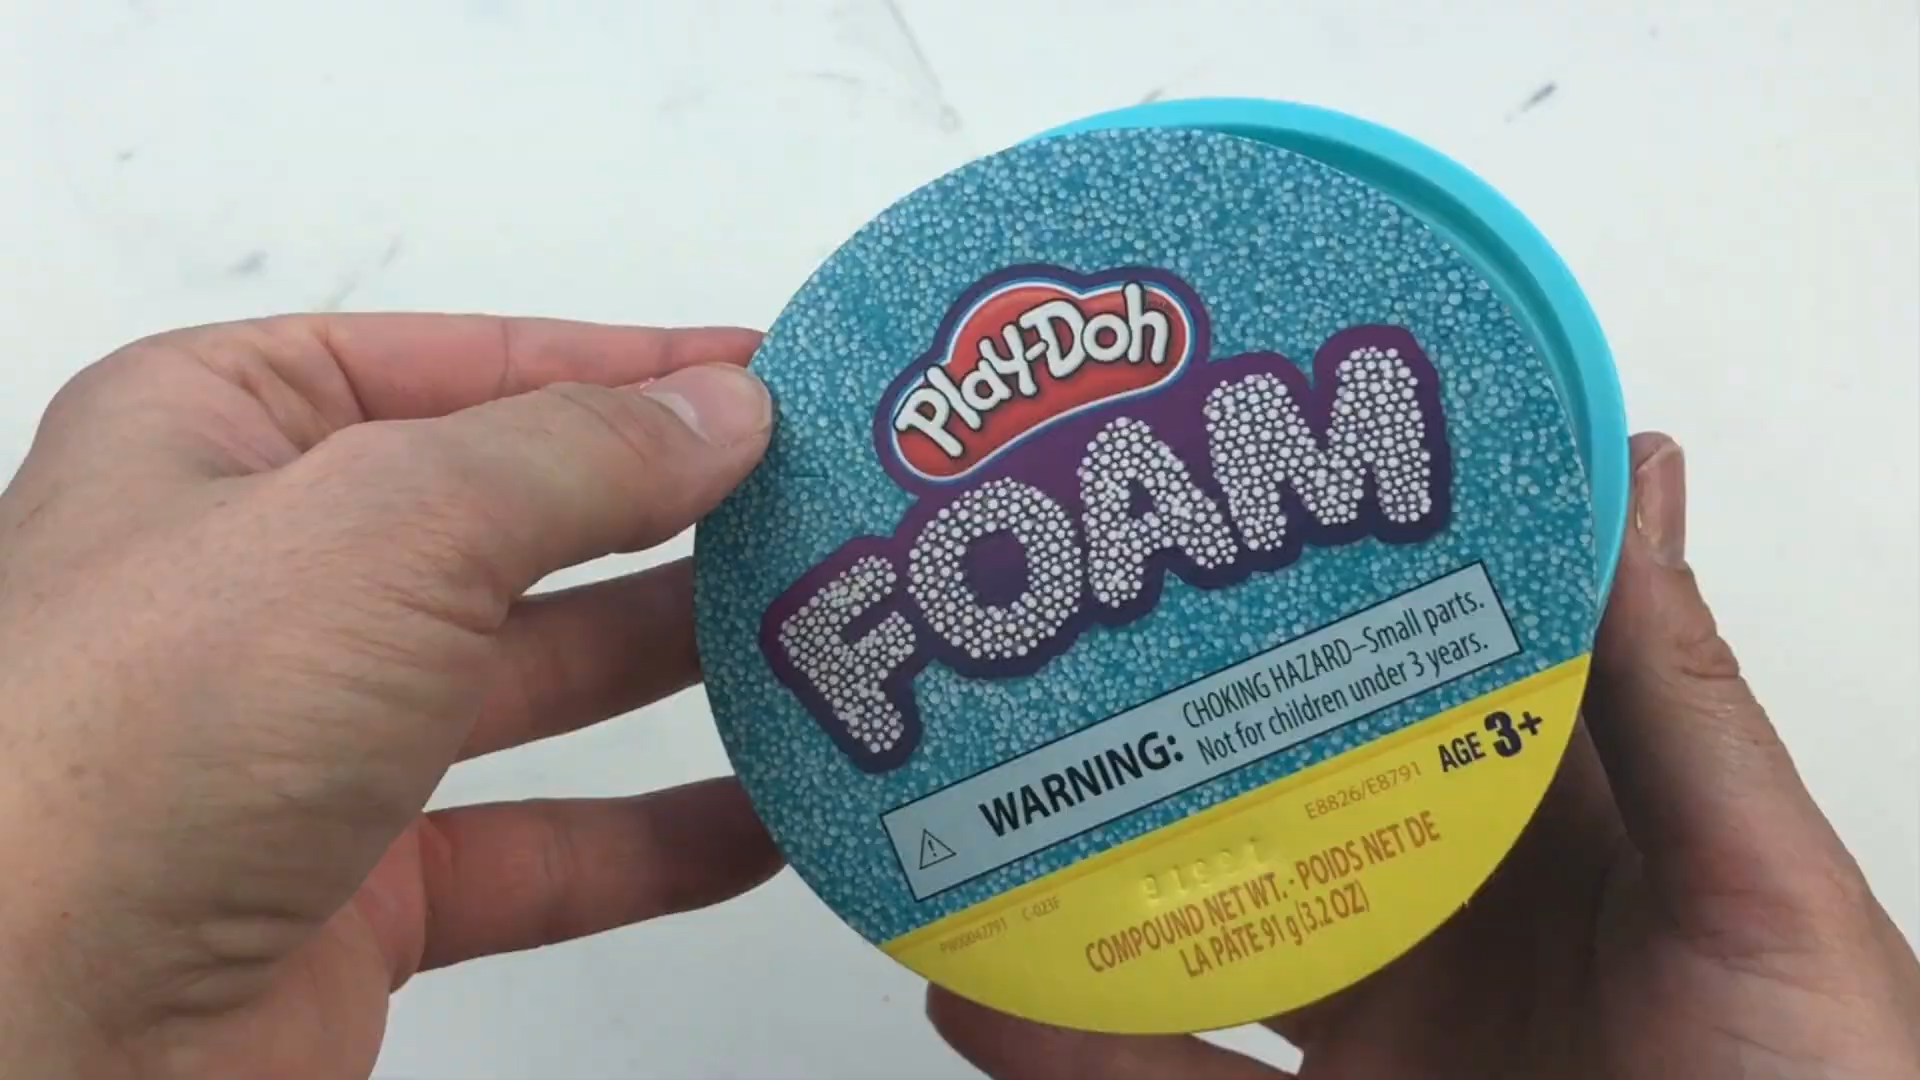 Play-Doh
FOAM
WARNING:
CHOKING HAZARD–Small parts.
Not for children under 3 years.
AGE 3+
E8826/E8791
COMPOUND NET WT. · POIDS NET DE
LA PÂTE 91 g (3.2 OZ)
C-023F